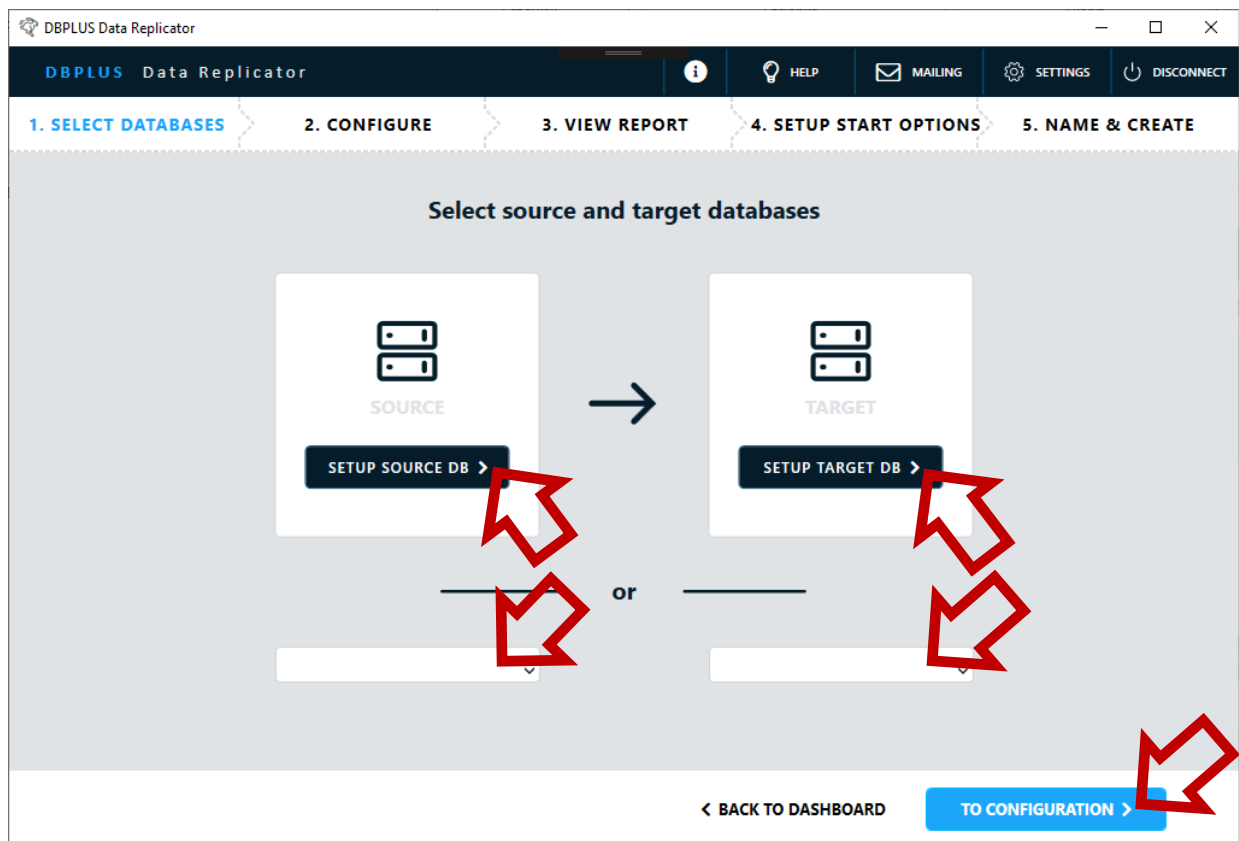 DBPLUS Data Replicator
DBPLUS Data Replicator
i HELP MAILING SETTINGS DISCONNECT
1. SELECT DATABASES 2. CONFIGURE 3. VIEW REPORT 4. SETUP START OPTIONS 5. NAME & CREATE
Select source and target databases
SOURCE TARGET
SETUP SOURCE DB SETUP TARGET DB
or
BACK TO DASHBOARD TO CONFIGURATION